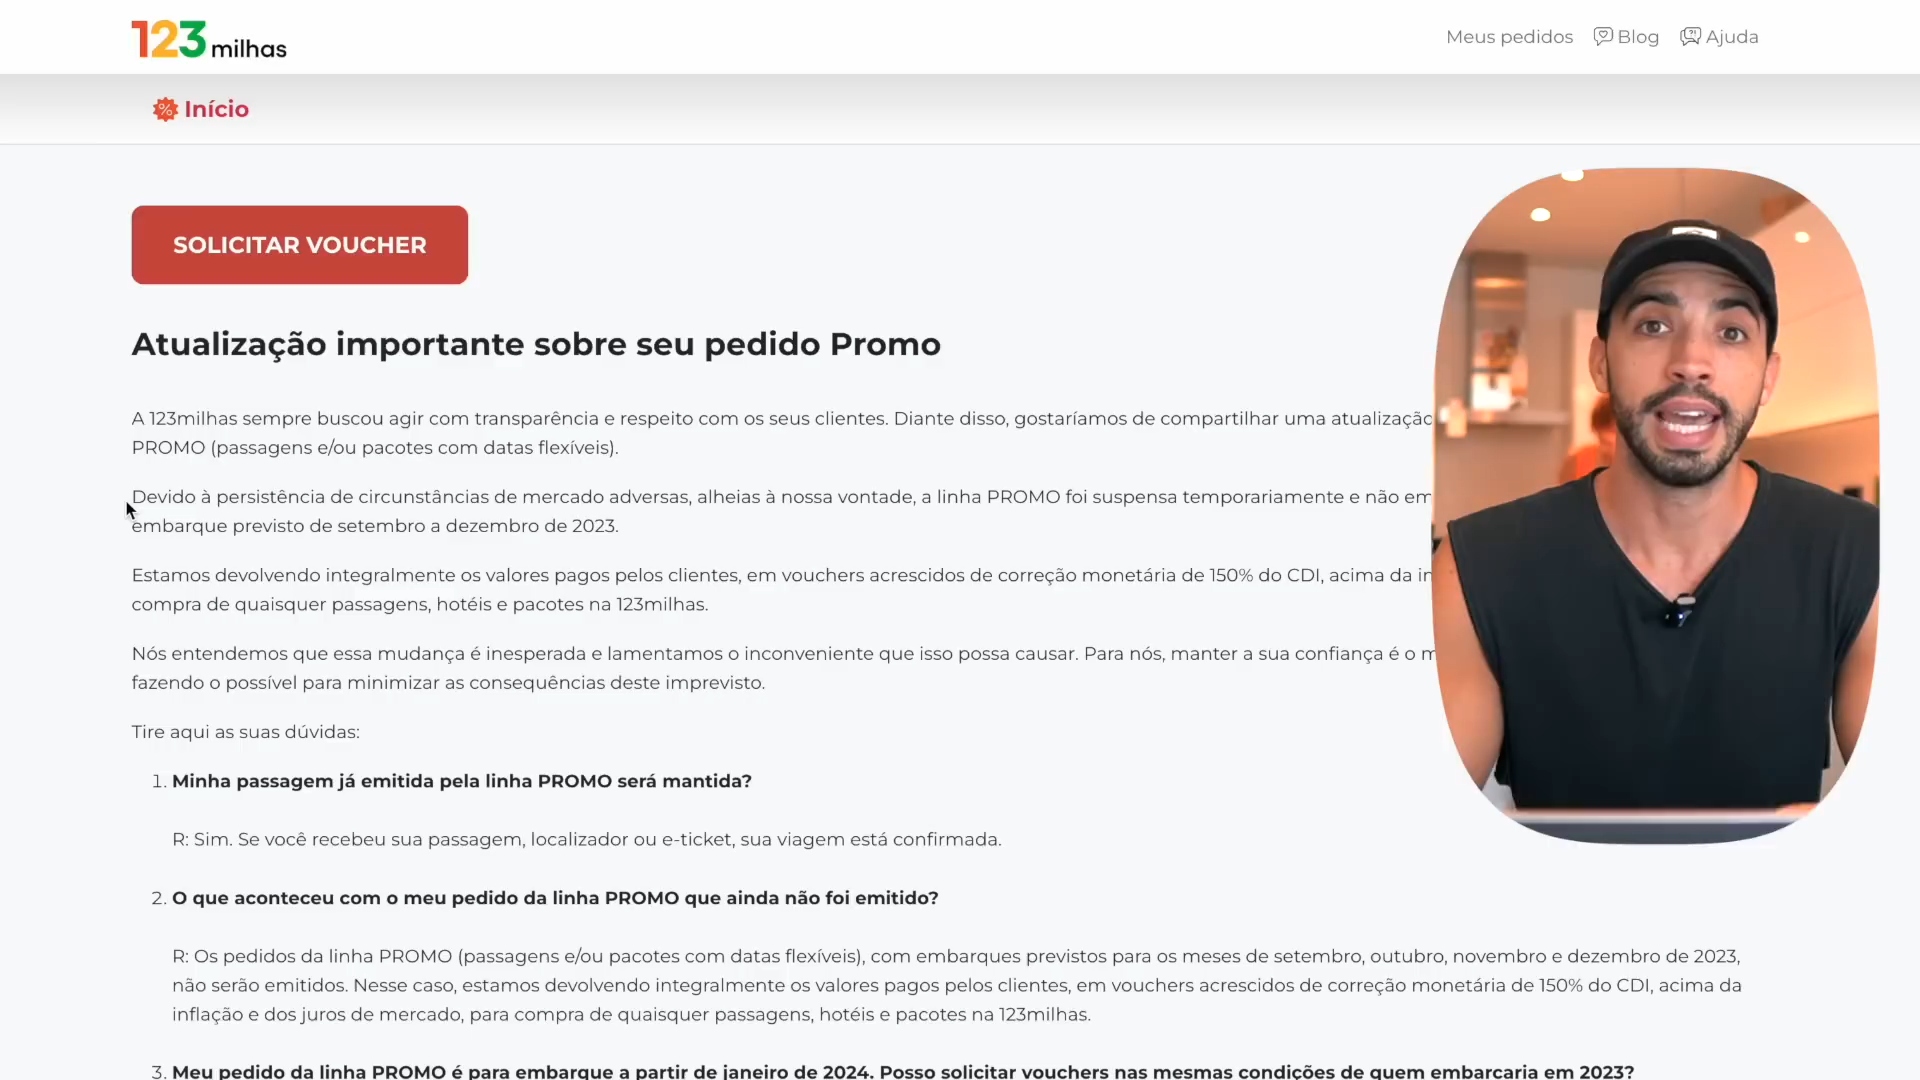 123 milhas
Meus pedidos
Blog
Ajuda
Início
SOLICITAR VOUCHER
Atualização importante sobre seu pedido Promo
A 123milhas sempre buscou agir com transparência e respeito com os seus clientes. Diante disso, gostaríamos de compartilhar uma atualização
PROMO (passagens e/ou pacotes com datas flexíveis).
Devido à persistência de circunstâncias de mercado adversas, alheias à nossa vontade, a linha PROMO foi suspensa temporariamente e não em
embarque previsto de setembro a dezembro de 2023.
Estamos devolvendo integralmente os valores pagos pelos clientes, em vouchers acrescidos de correção monetária de 150% do CDI, acima da
compra de quaisquer passagens, hotéis e pacotes na 123milhas.
Nós entendemos que essa mudança é inesperada e lamentamos o inconveniente que isso possa causar. Para nós, manter a sua confiança é o
fazendo o possível para minimizar as consequências deste imprevisto.
Tire aqui as suas dúvidas:
1. Minha passagem já emitida pela linha PROMO será mantida?
R: Sim. Se você recebeu sua passagem, localizador ou e-ticket, sua viagem está confirmada.
2. O que aconteceu com o meu pedido da linha PROMO que ainda não foi emitido?
R: Os pedidos da linha PROMO (passagens e/ou pacotes com datas flexíveis), com embarques previstos para os meses de setembro, outubro, novembro e dezembro de 2023,
não serão emitidos. Nesse caso, estamos devolvendo integralmente os valores pagos pelos clientes, em vouchers acrescidos de correção monetária de 150% do CDI, acima da
inflação e dos juros de mercado, para compra de quaisquer passagens, hotéis e pacotes na 123milhas.
3. Meu pedido da linha PROMO é para embarque a partir de janeiro de 2024. Posso solicitar vouchers nas mesmas condições de quem embarcaria em 2023?